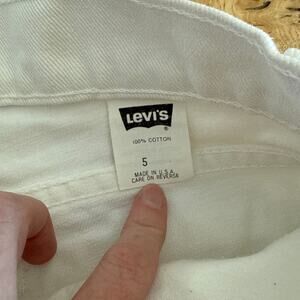 LEVI'S
®
100% COTTON
5
MADE IN U.S.A.
CARE ON REVERSE